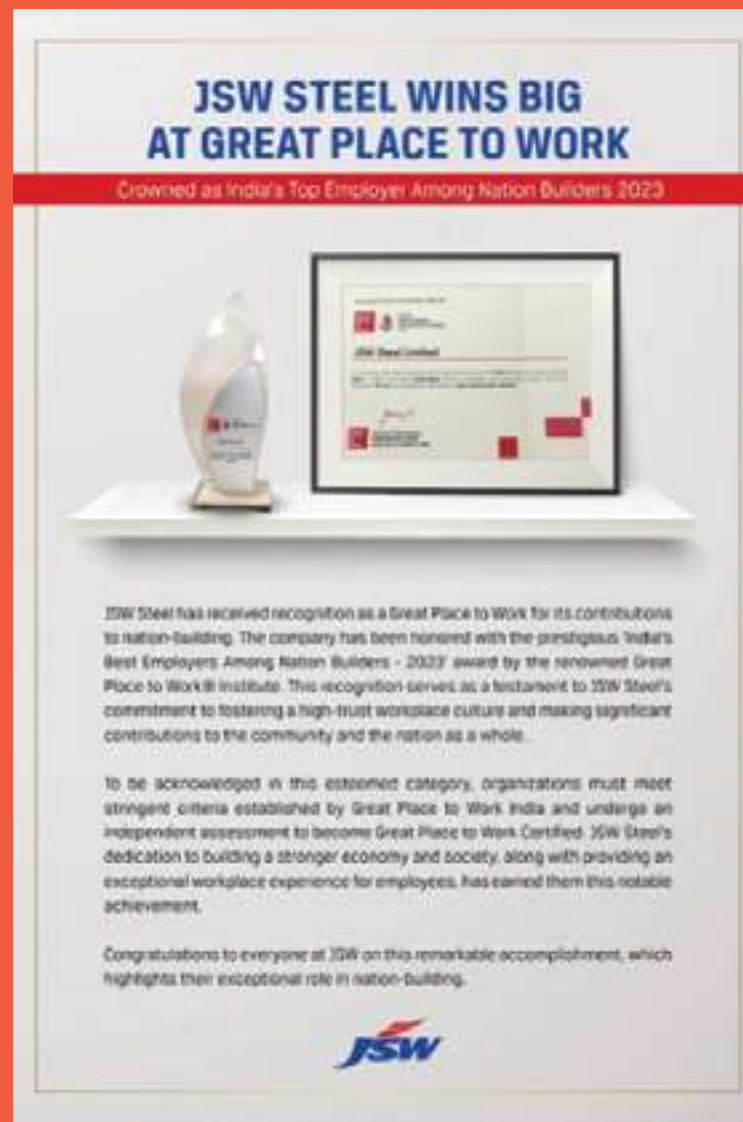 JSW STEEL WINS BIG
AT GREAT PLACE TO WORK
Crowned as India's Top Employer Among Nation Builders 2023
JSW Steel Limited
JSW Steel has received recognition as a Great Place to Work for its contributions
to nation-building. The company has been honored with the prestigious 'India's
Best Employers Among Nation Builders - 2023' award by the renowned Great
Place to Work® Institute. This recognition serves as a testament to JSW Steel's
commitment to fostering a high-trust workplace culture and making significant
contributions to the community and the nation as a whole.
To be acknowledged in this esteemed category, organizations must meet
stringent criteria established by Great Place to Work India and undergo an
independent assessment to become Great Place to Work Certified. JSW Steel's
dedication to building a stronger economy and society, along with providing an
exceptional workplace experience for employees, has earned them this notable
achievement.
Congratulations to everyone at JSW on this remarkable accomplishment, which
highlights their exceptional role in nation-building.
JSW